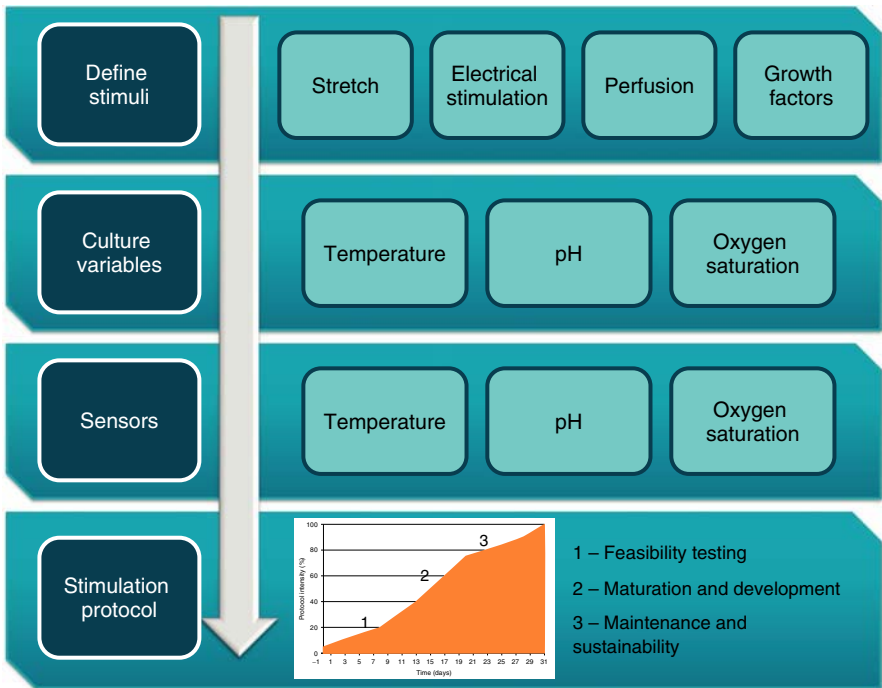 Define
stimuli
Stretch
Electrical
stimulation
Perfusion
Growth
factors
Culture
variables
Temperature
pH
Oxygen
saturation
Sensors
Temperature
pH
Oxygen
saturation
Stimulation
protocol
Protocol intensity (%)
100
80
60
40
20
0
1
2
3
–1 1 3 5 7 8 9 11 13 15 17 19 21 23 25 27 29 31
Time (days)
1 – Feasibility testing
2 – Maturation and development
3 – Maintenance and
sustainability